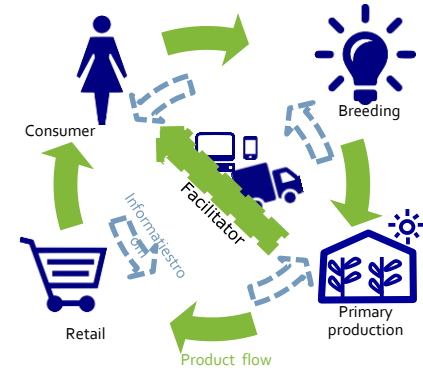 Breeding
Consumer
Facilitator
Informatiestro
om
Primary
production
Retail
Product flow